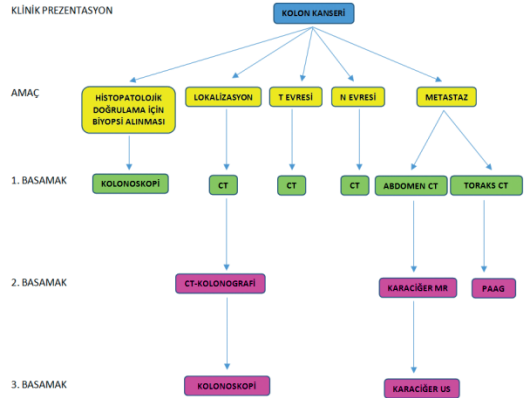 KLİNİK PREZENTASYON
KOLON KANSERİ
AMAÇ
HİSTOPATOLOJİK
DOĞRULAMA İÇİN
BİYOPSİ ALINMASI
LOKALİZASYON
T EVRESİ
N EVRESİ
METASTAZ
1. BASAMAK
KOLONOSKOPİ
CT
CT
CT
ABDOMEN CT
TORAKS CT
2. BASAMAK
CT-KOLONOGRAFİ
KARACİĞER MR
PAAG
3. BASAMAK
KOLONOSKOPİ
KARACİĞER US